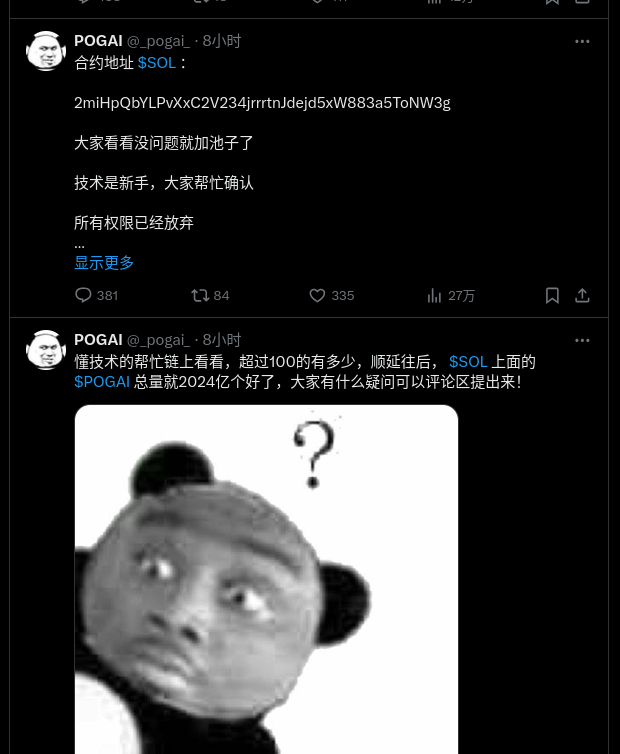 POGAI @_pogai_ · 8小时
合约地址 $SOL：
2miHpQbYLPvXxC2V234jrrrtnJdejd5xW883a5ToNW3g
大家看看没问题就加池子了
技术是新手，大家帮忙确认
所有权限已经放弃
...
显示更多
381 84 335 27万
POGAI @_pogai_ · 8小时
懂技术的帮忙链上看看，超过100的有多少，顺延往后， $SOL 上面的
$POGAI 总量就2024亿个好了，大家有什么疑问可以评论区提出来！
?